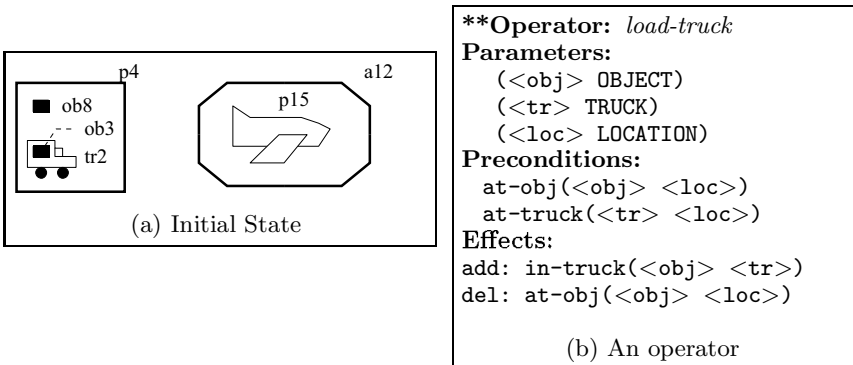 p4
a12
p15
ob8
ob3
tr2
(a) Initial State
**Operator: load-truck
Parameters:
(<obj> OBJECT)
(<tr> TRUCK)
(<loc> LOCATION)
Preconditions:
at-obj(<obj> <loc>)
at-truck(<tr> <loc>)
Effects:
add: in-truck(<obj> <tr>)
del: at-obj(<obj> <loc>)
(b) An operator